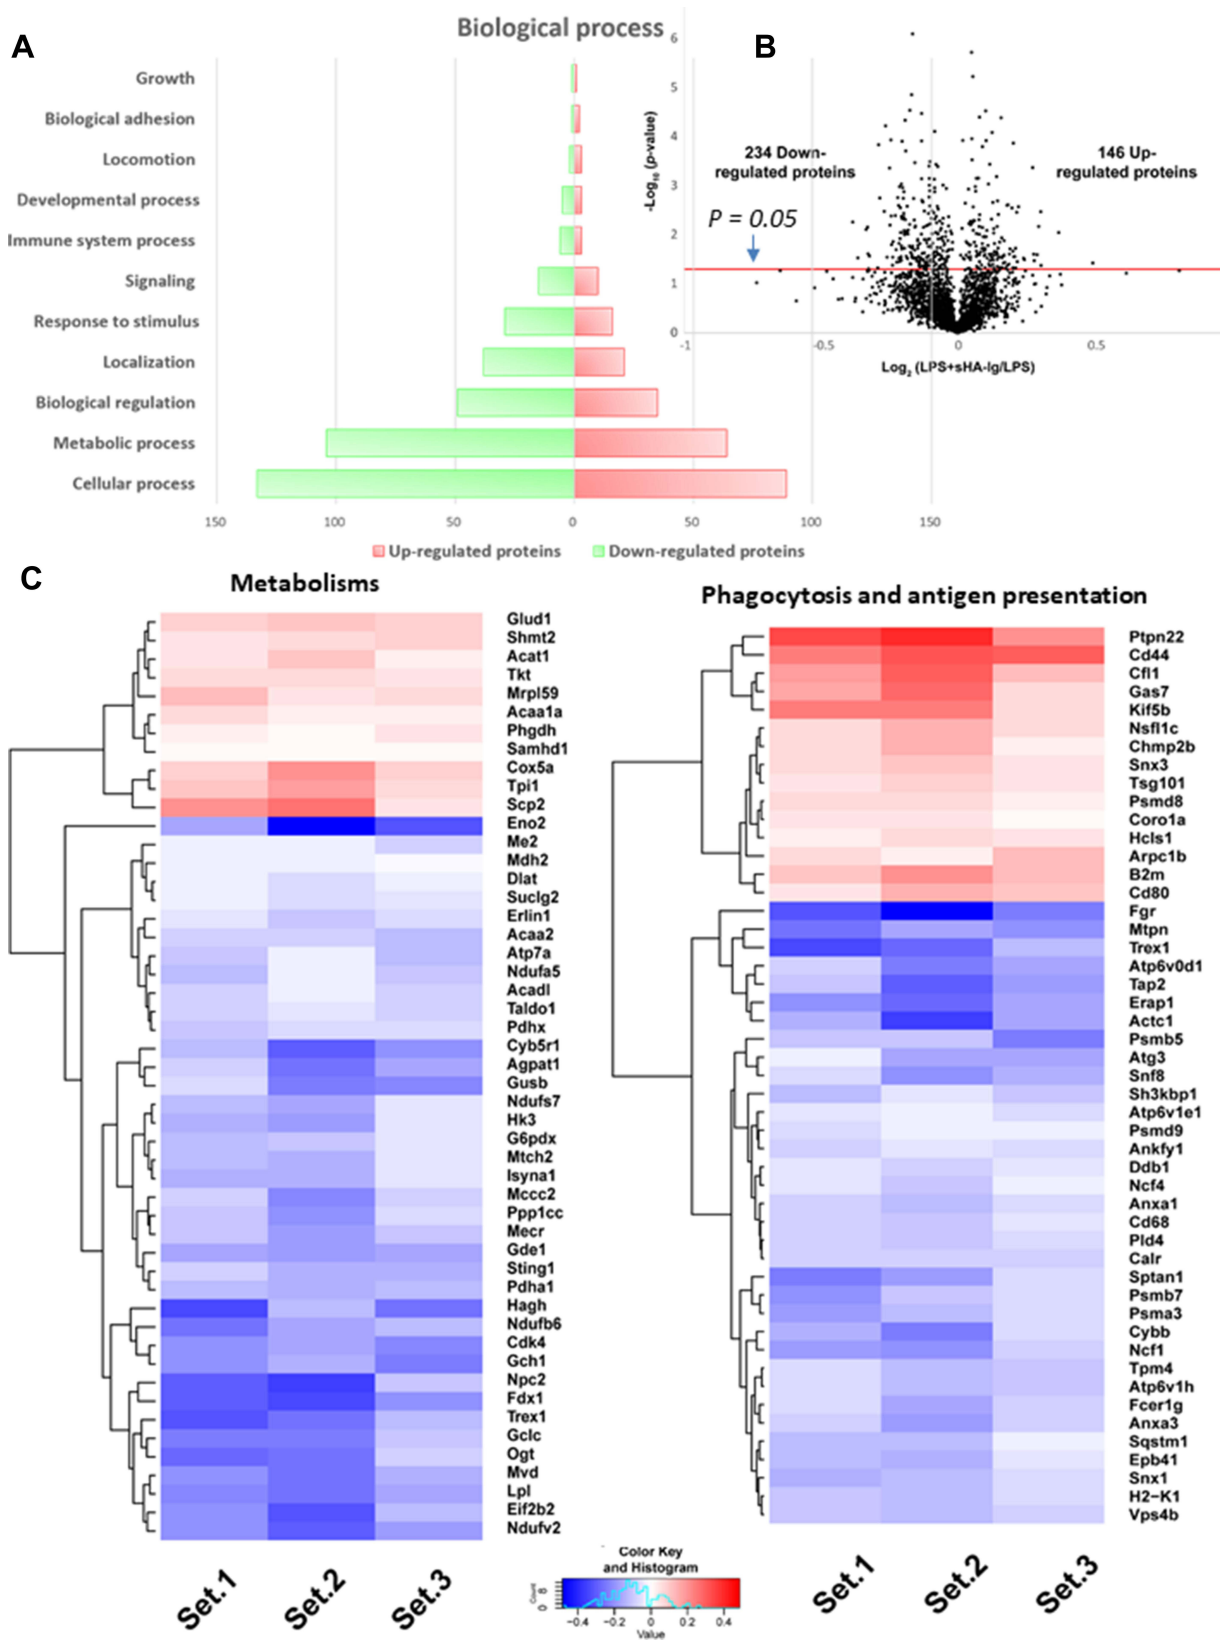 A
Biological process
Growth
Biological adhesion
Locomotion
Developmental process
Immune system process
Signaling
Response to stimulus
Localization
Biological regulation
Metabolic process
Cellular process
150
100
50
0
50
100
150
Up-regulated proteins
Down-regulated proteins
B
6
5
4
3
2
1
0
-Log10 (p-value)
234 Down-
regulated proteins
146 Up-
regulated proteins
P = 0.05
-1
-0.5
0
0.5
Log2 (LPS+sHA-Ig/LPS)
C
Metabolisms
Glud1
Shmt2
Acat1
Tkt
Mrpl59
Acaa1a
Phgdh
Samhd1
Cox5a
Tpi1
Scp2
Eno2
Me2
Mdh2
Dlat
Suclg2
Erlin1
Acaa2
Atp7a
Ndufa5
Acadl
Taldo1
Pdhx
Cyb5r1
Agpat1
Gusb
Ndufs7
Hk3
G6pdx
Mtch2
Isyna1
Mccc2
Ppp1cc
Mecr
Gde1
Sting1
Pdha1
Hagh
Ndufb6
Cdk4
Gch1
Npc2
Fdx1
Trex1
Gclc
Ogt
Mvd
Lpl
Eif2b2
Ndufv2
Set.1
Set.2
Set.3
Phagocytosis and antigen presentation
Ptpn22
Cd44
Cfl1
Gas7
Kif5b
Nsfl1c
Chmp2b
Snx3
Tsg101
Psmd8
Coro1a
Hcls1
Arpc1b
B2m
Cd80
Fgr
Mtpn
Trex1
Atp6v0d1
Tap2
Erap1
Actc1
Psmb5
Atg3
Snf8
Sh3kbp1
Atp6v1e1
Psmd9
Ankfy1
Ddb1
Ncf4
Anxa1
Cd68
Pld4
Calr
Sptan1
Psmb7
Psma3
Cybb
Ncf1
Tpm4
Atp6v1h
Fcer1g
Anxa3
Sqstm1
Epb41
Snx1
H2−K1
Vps4b
Set.1
Set.2
Set.3
Color Key
and Histogram
Count
0
−0.4
−0.2
0
0.2
0.4
Value